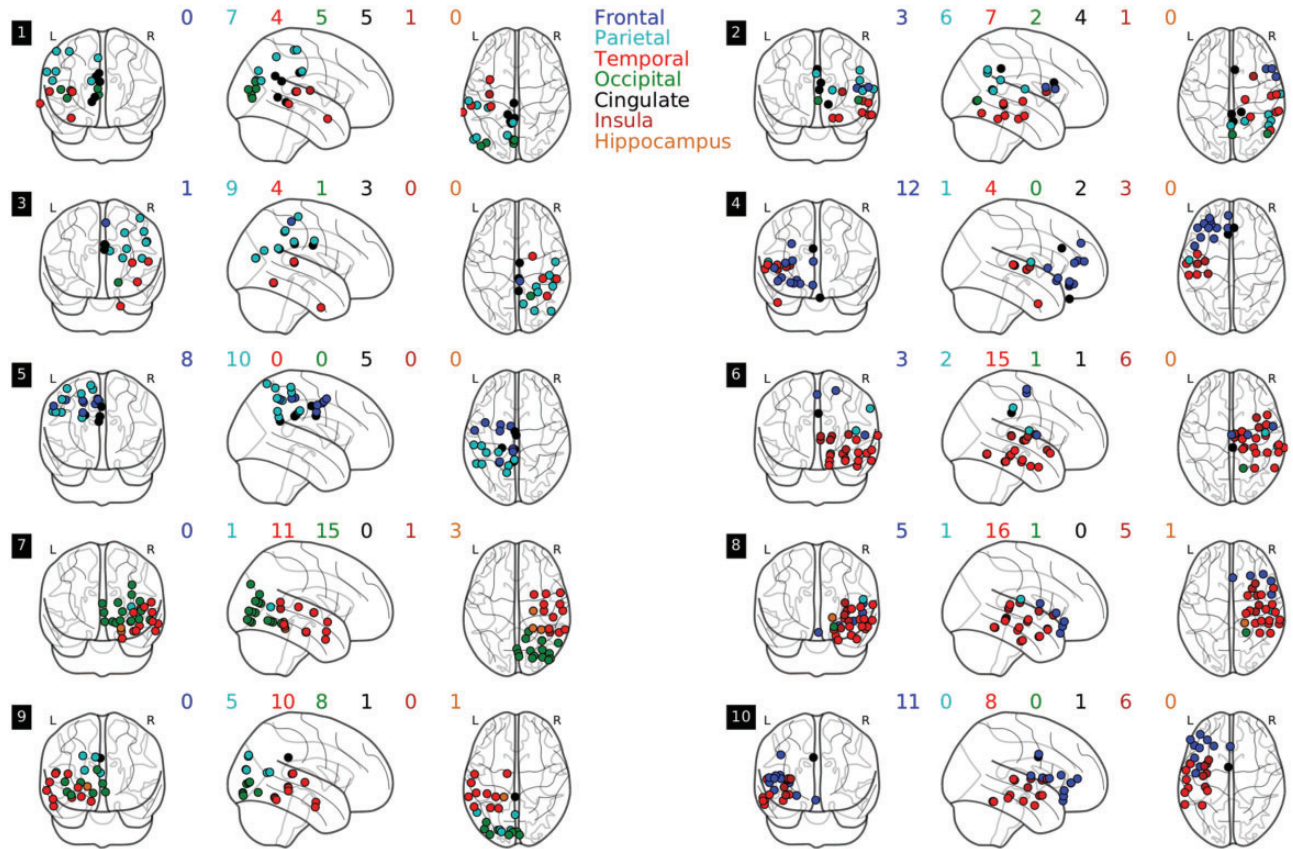 0 7 4 5 5 1 0
1 L R
Frontal
Parietal
Temporal
Occipital
Cingulate
Insula
Hippocampus
L R
3 6 7 2 4 1 0
2 L R
L R
1 9 4 1 3 0 0
3 L R
L R
12 1 4 0 2 3 0
4 L R
L R
8 10 0 0 5 0 0
5 L R
L R
3 2 15 1 1 6 0
6 L R
L R
0 1 11 15 0 1 3
7 L R
L R
5 1 16 1 0 5 1
8 L R
L R
0 5 10 8 1 0 1
9 L R
L R
11 0 8 0 1 6 0
10 L R
L R